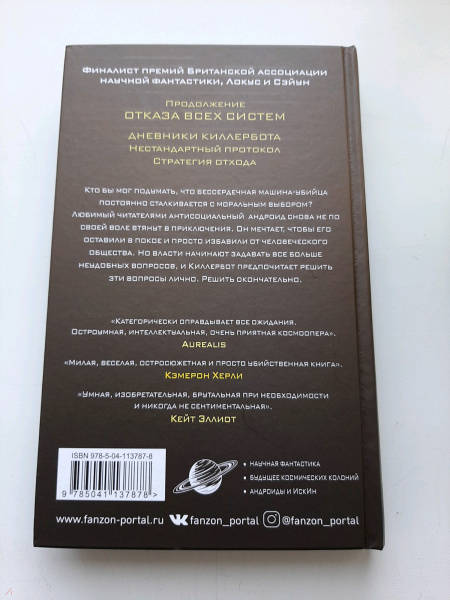 Финалист премий Британской ассоциации
научной фантастики, Локус и Сэйун
Продолжение
ОТКАЗА ВСЕХ СИСТЕМ
ДНЕВНИКИ КИЛЛЕРБОТА
Нестандартный протокол
Стратегия отхода
Кто бы мог подумать, что бессердечная машина-убийца
постоянно сталкивается с моральным выбором?
Любимый читателями антисоциальный андроид снова не по
своей воле втянут в приключения. Он мечтает, чтобы его
оставили в покое и просто избавили от человеческого
общества. Но власти начинают задавать все больше
неудобных вопросов, и Киллербот предпочитает решить
эти вопросы лично. Решить окончательно.
«Категорически оправдывает все ожидания.
Остроумная, интеллектуальная, очень приятная космоопера».
Aurealis
«Милая, веселая, остросюжетная и просто убийственная книга».
Кэмерон Херли
«Умная, изобретательная, брутальная при необходимости
и никогда не сентиментальная».
Кейт Эллиот
ISBN 978-5-04-113787-8
9 785041 137878 >
• научная фантастика
• будущее космических колоний
• андроиды и ИскИн
www.fanzon-portal.ru fanzon_portal @fanzon_portal